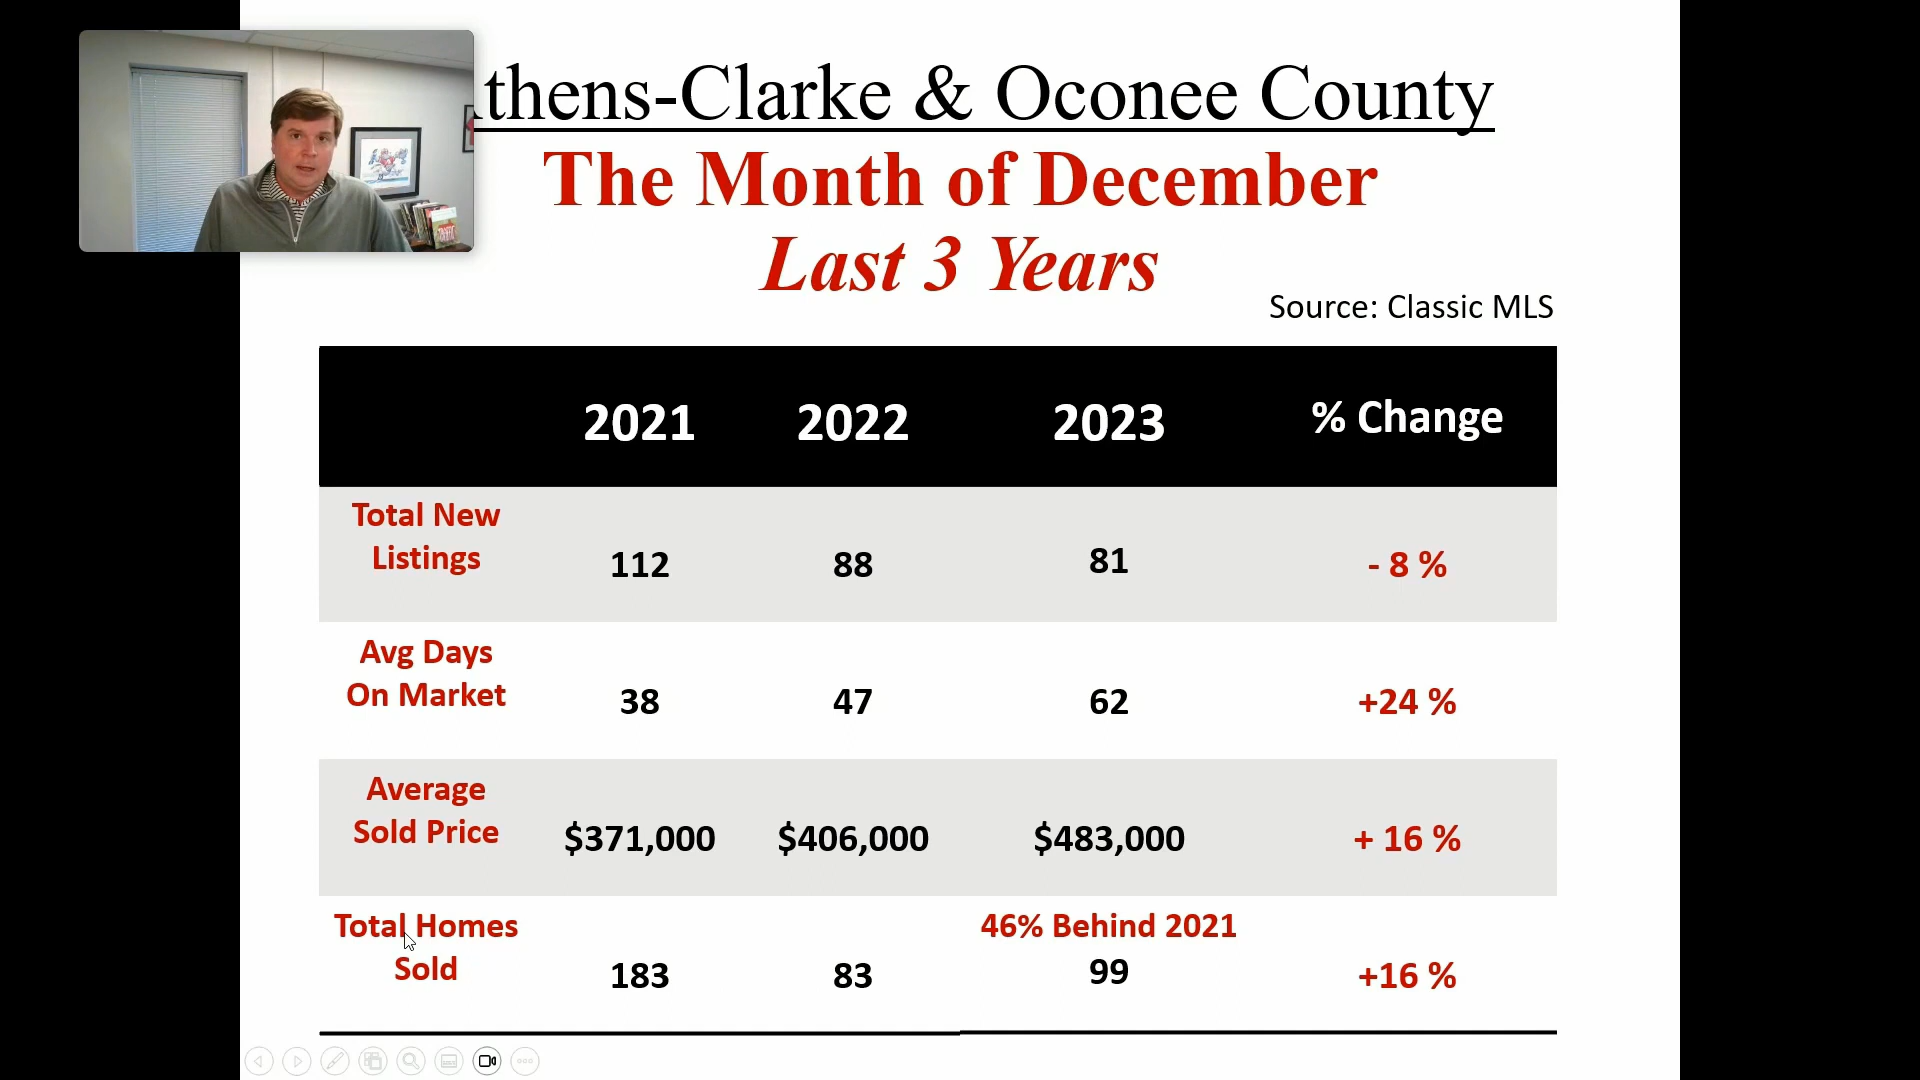 thens-Clarke & Oconee County
The Month of December
Last 3 Years
Source: Classic MLS
2021 2022 2023 % Change
Total New
Listings 112 88 81 - 8 %
Avg Days
On Market 38 47 62 +24 %
Average
Sold Price $371,000 $406,000 $483,000 + 16 %
Total Homes 46% Behind 2021
Sold 183 83 99 +16 %